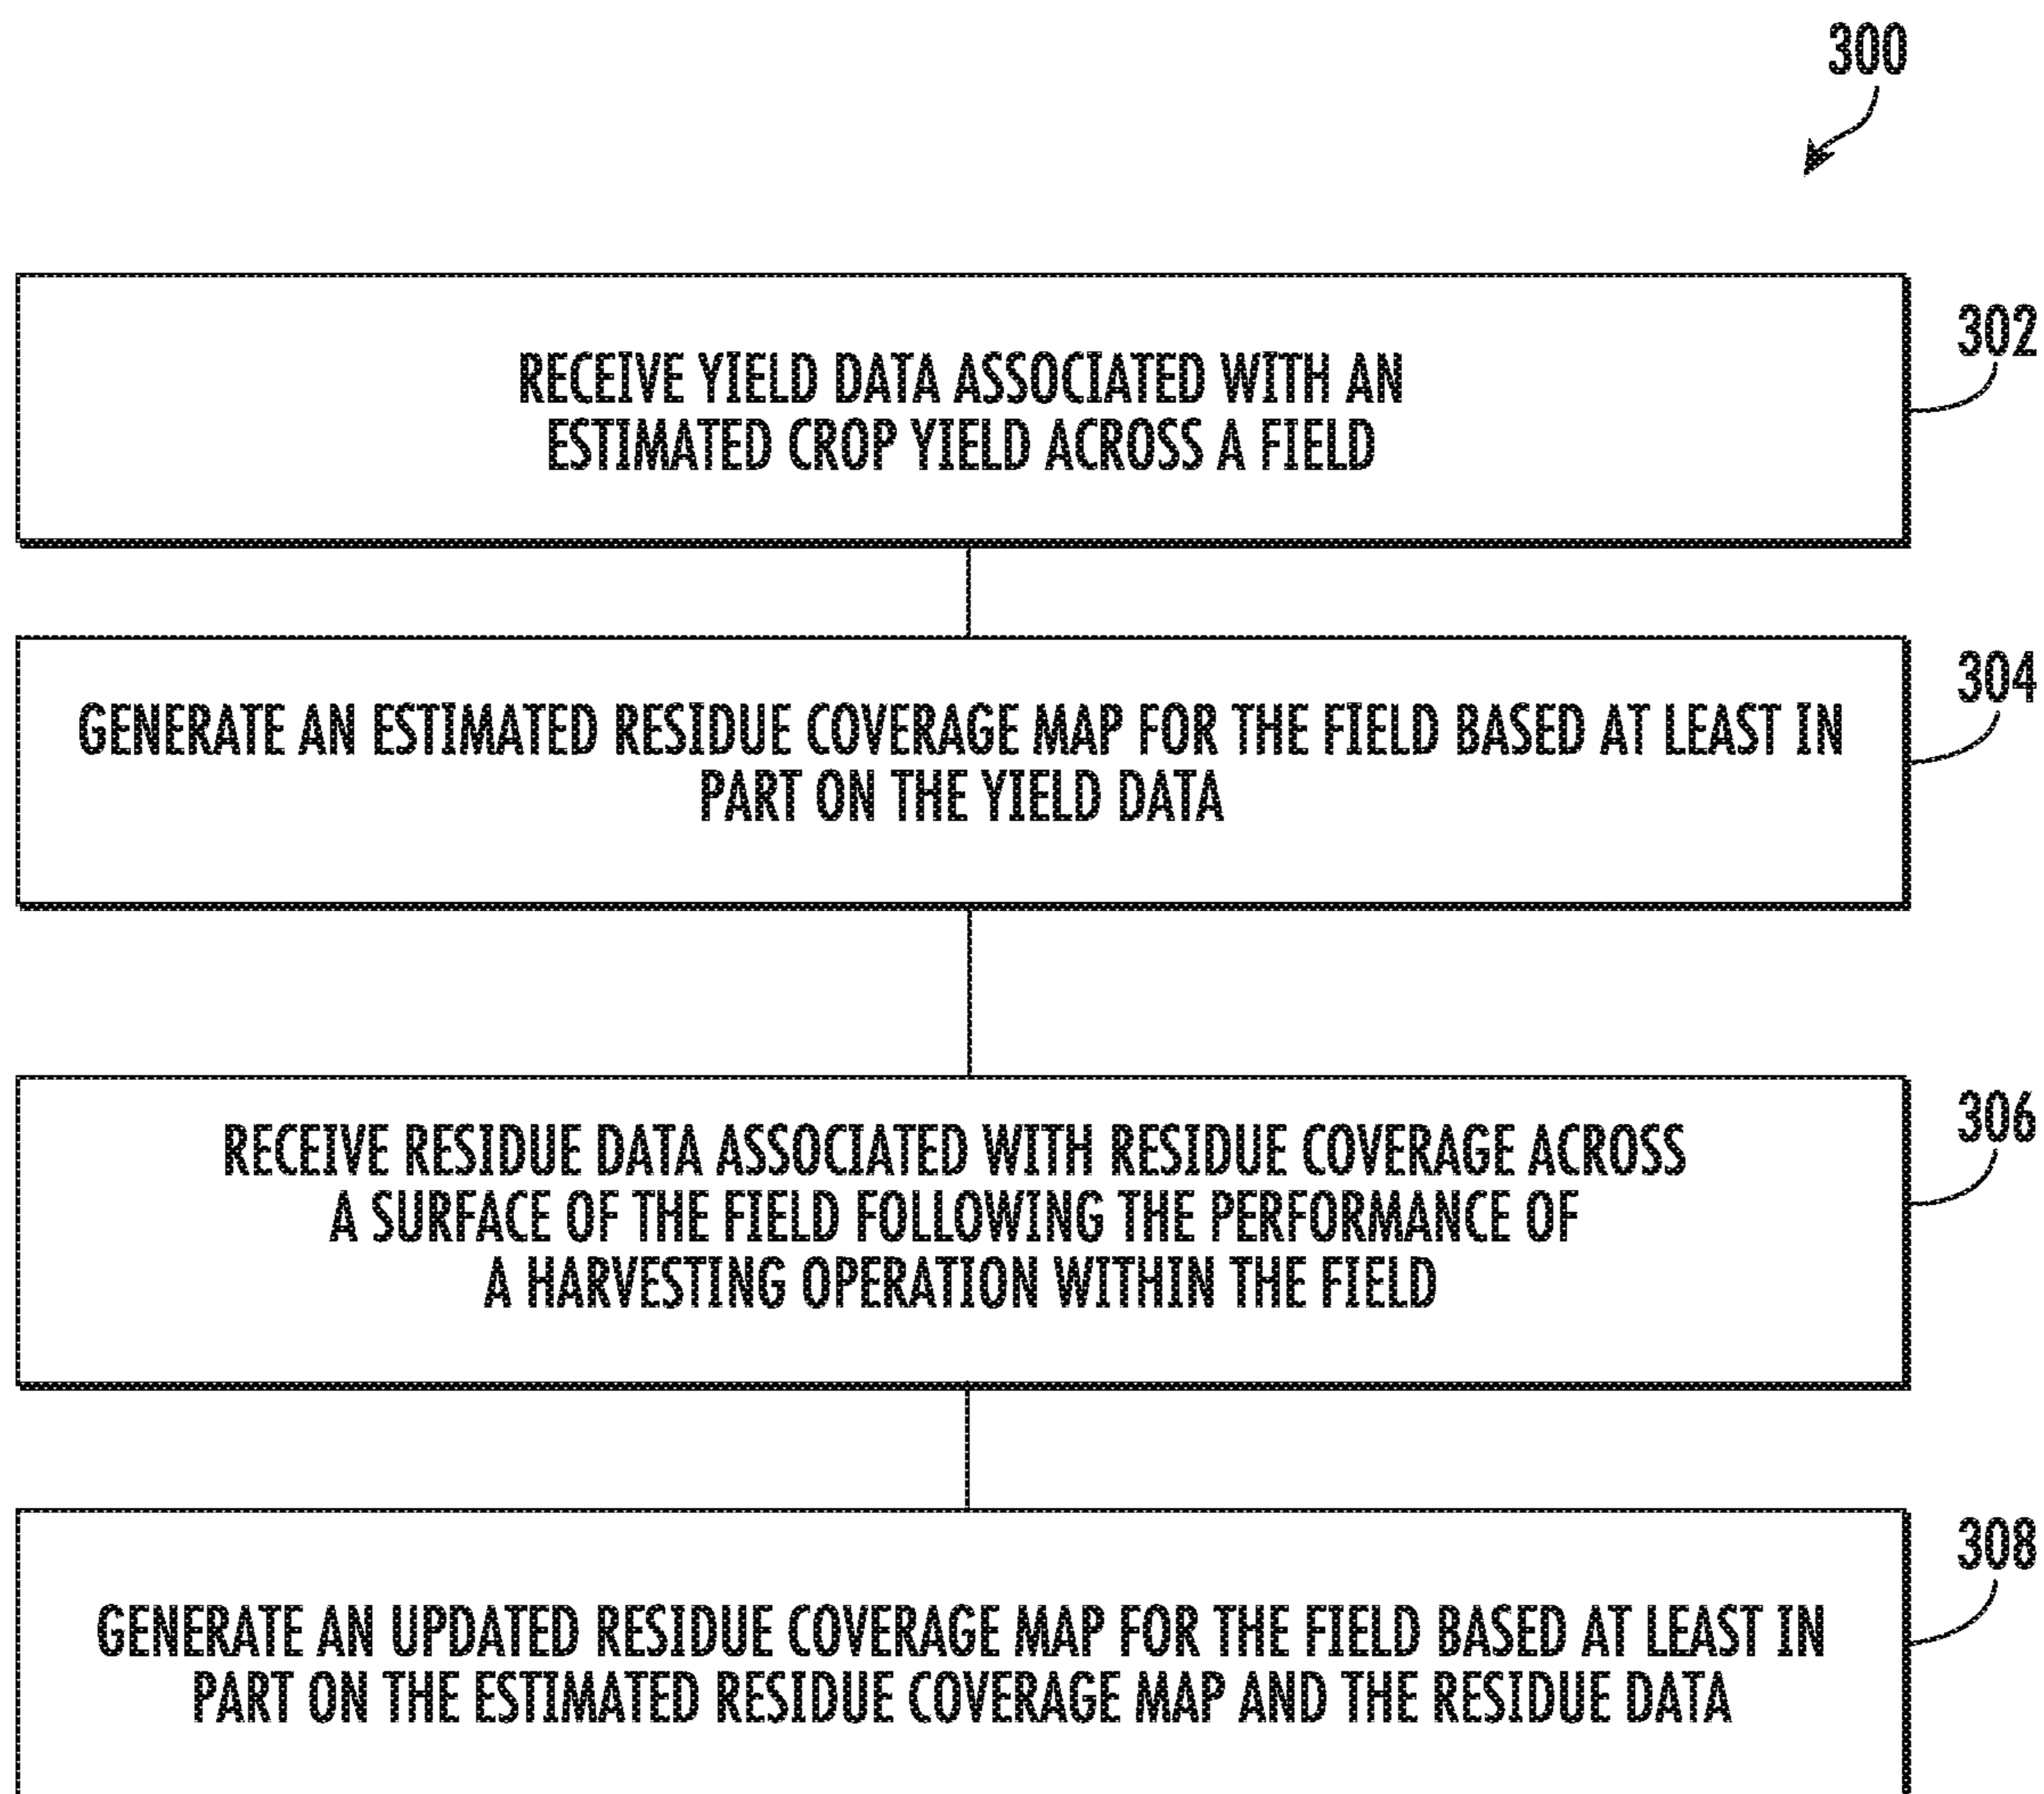 300
RECEIVE YIELD DATA ASSOCIATED WITH AN
ESTIMATED CROP YIELD ACROSS A FIELD
302
GENERATE AN ESTIMATED RESIDUE COVERAGE MAP FOR THE FIELD BASED AT LEAST IN
PART ON THE YIELD DATA
304
RECEIVE RESIDUE DATA ASSOCIATED WITH RESIDUE COVERAGE ACROSS
A SURFACE OF THE FIELD FOLLOWING THE PERFORMANCE OF
A HARVESTING OPERATION WITHIN THE FIELD
306
GENERATE AN UPDATED RESIDUE COVERAGE MAP FOR THE FIELD BASED AT LEAST IN
PART ON THE ESTIMATED RESIDUE COVERAGE MAP AND THE RESIDUE DATA
308